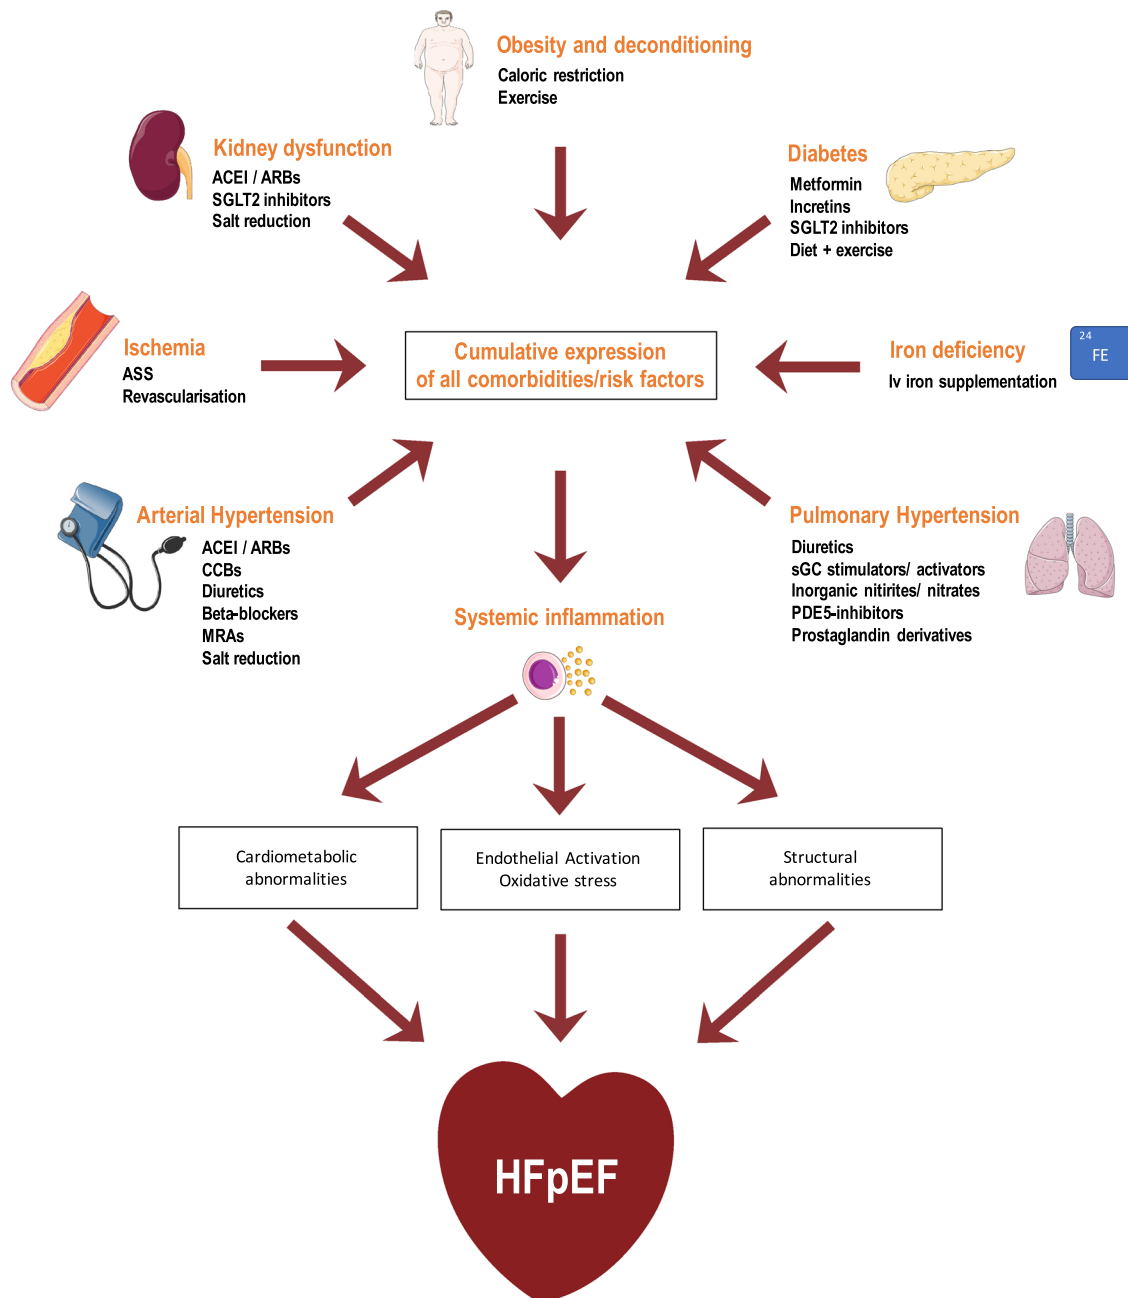 Obesity and deconditioning
Caloric restriction
Exercise
Kidney dysfunction
ACEI / ARBs
SGLT2 inhibitors
Salt reduction
Diabetes
Metformin
Incretins
SGLT2 inhibitors
Diet + exercise
Ischemia
ASS
Revascularisation
Cumulative expression
of all comorbidities/risk factors
Iron deficiency
Iv iron supplementation
24
FE
Arterial Hypertension
ACEI / ARBs
CCBs
Diuretics
Beta-blockers
MRAs
Salt reduction
Pulmonary Hypertension
Diuretics
sGC stimulators/ activators
Inorganic nitirites/ nitrates
PDE5-inhibitors
Prostaglandin derivatives
Systemic inflammation
Cardiometabolic
abnormalities
Endothelial Activation
Oxidative stress
Structural
abnormalities
HFpEF